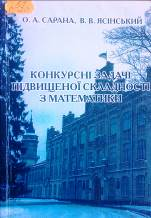 О. А. САРАНА, В. В. ЯСІНСЬКИЙ
КОНКУРСНІ ЗАДАЧІ
ПІДВИЩЕНОЇ СКЛАДНОСТІ
З МАТЕМАТИКИ